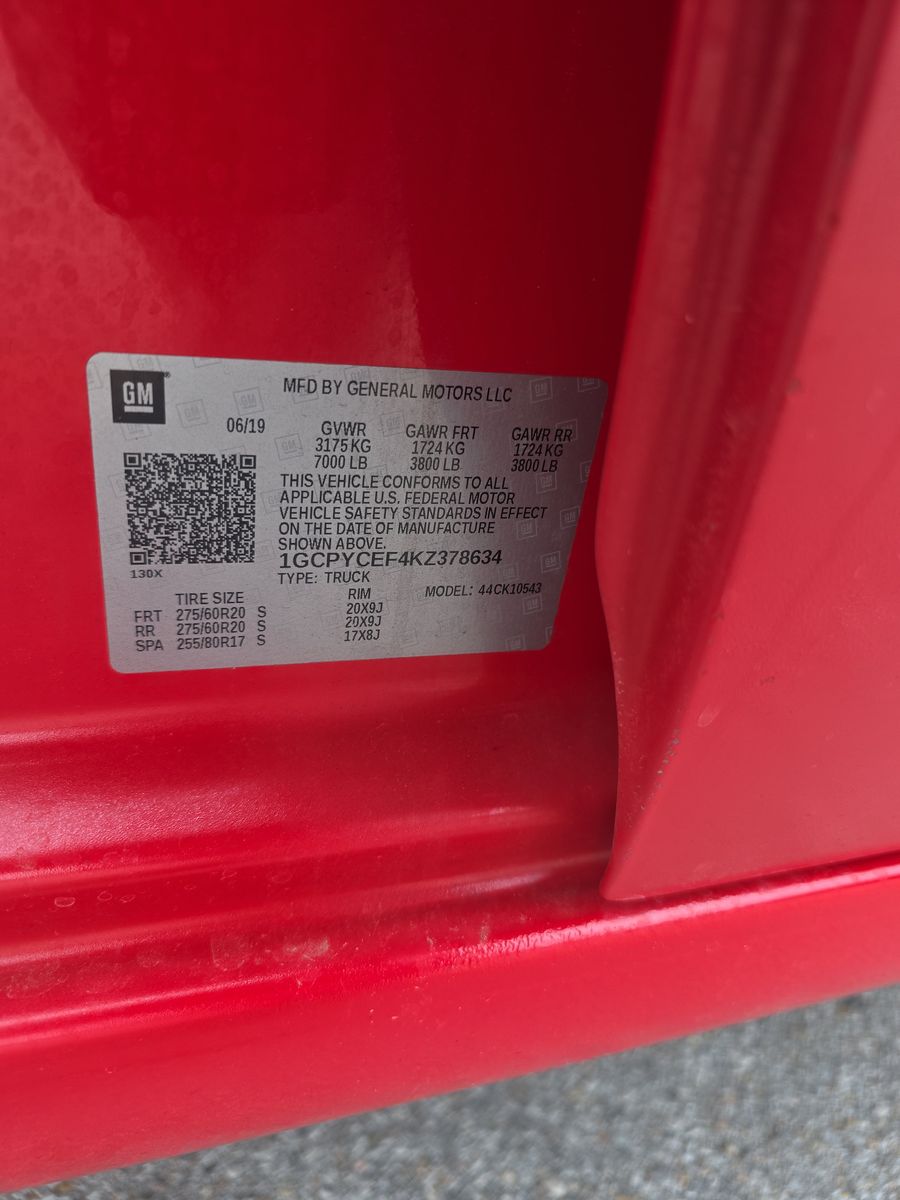 GM
MFD BY GENERAL MOTORS LLC
06/19
GVWR GAWR FRT GAWR RR
3175 KG 1724 KG 1724 KG
7000 LB 3800 LB 3800 LB
THIS VEHICLE CONFORMS TO ALL
APPLICABLE U.S. FEDERAL MOTOR
VEHICLE SAFETY STANDARDS IN EFFECT
ON THE DATE OF MANUFACTURE
SHOWN ABOVE.
1GCPYCEF4KZ378634
130X
TYPE: TRUCK
MODEL: 44CK10543
TIRE SIZE RIM
FRT 275/60R20 S 20X9J
RR 275/60R20 S 20X9J
SPA 255/80R17 S 17X8J